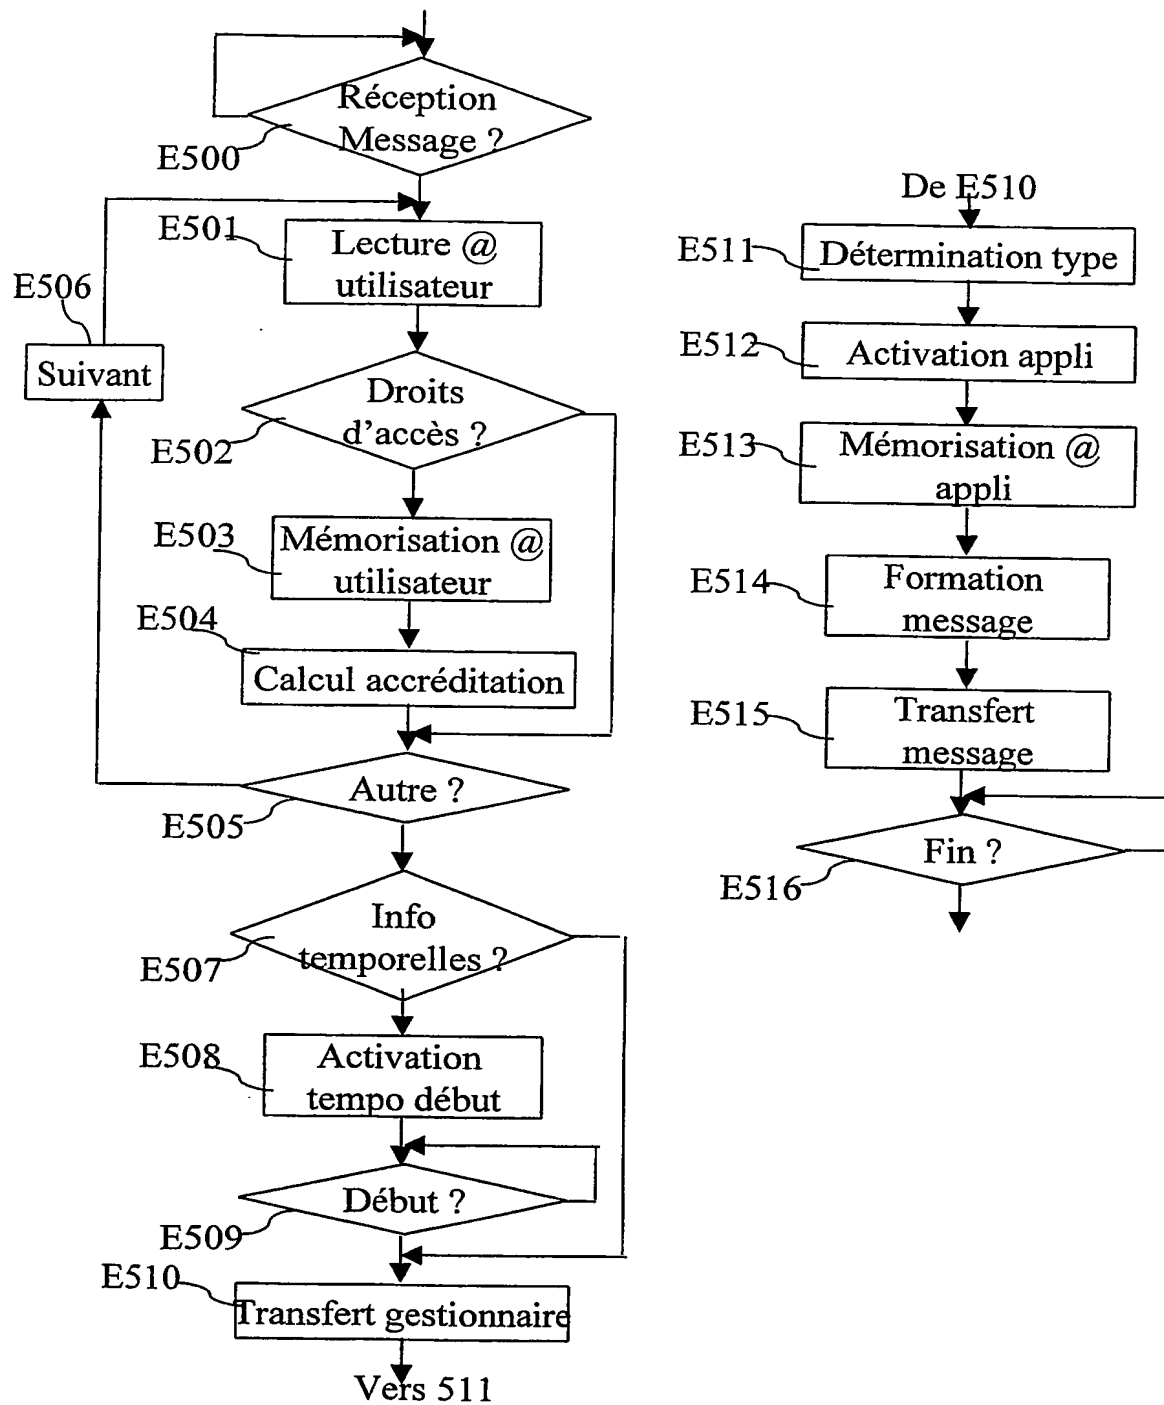 Réception
Message ?
E500
E501
Lecture @
utilisateur
E506
Suivant
Droits
d'accès ?
E502
E503
Mémorisation @
utilisateur
E504
Calcul accréditation
Autre ?
E505
Info
temporelles ?
E507
E508
Activation
tempo début
Début ?
E509
E510
Transfert gestionnaire
Vers 511
De E510
E511
Détermination type
E512
Activation appli
E513
Mémorisation @
appli
E514
Formation
message
E515
Transfert
message
Fin ?
E516